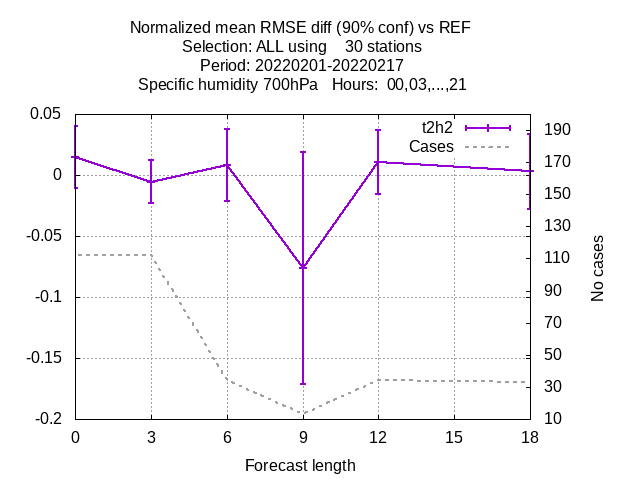 Normalized mean RMSE diff (90% conf) vs REF
Selection: ALL using    30 stations
Period: 20220201-20220217
Specific humidity 700hPa   Hours:  00,03,...,21
t2h2
Cases
0.05
0
-0.05
-0.1
-0.15
-0.2
190
170
150
130
110
90
70
50
30
10
No cases
0 3 6 9 12 15 18
Forecast length